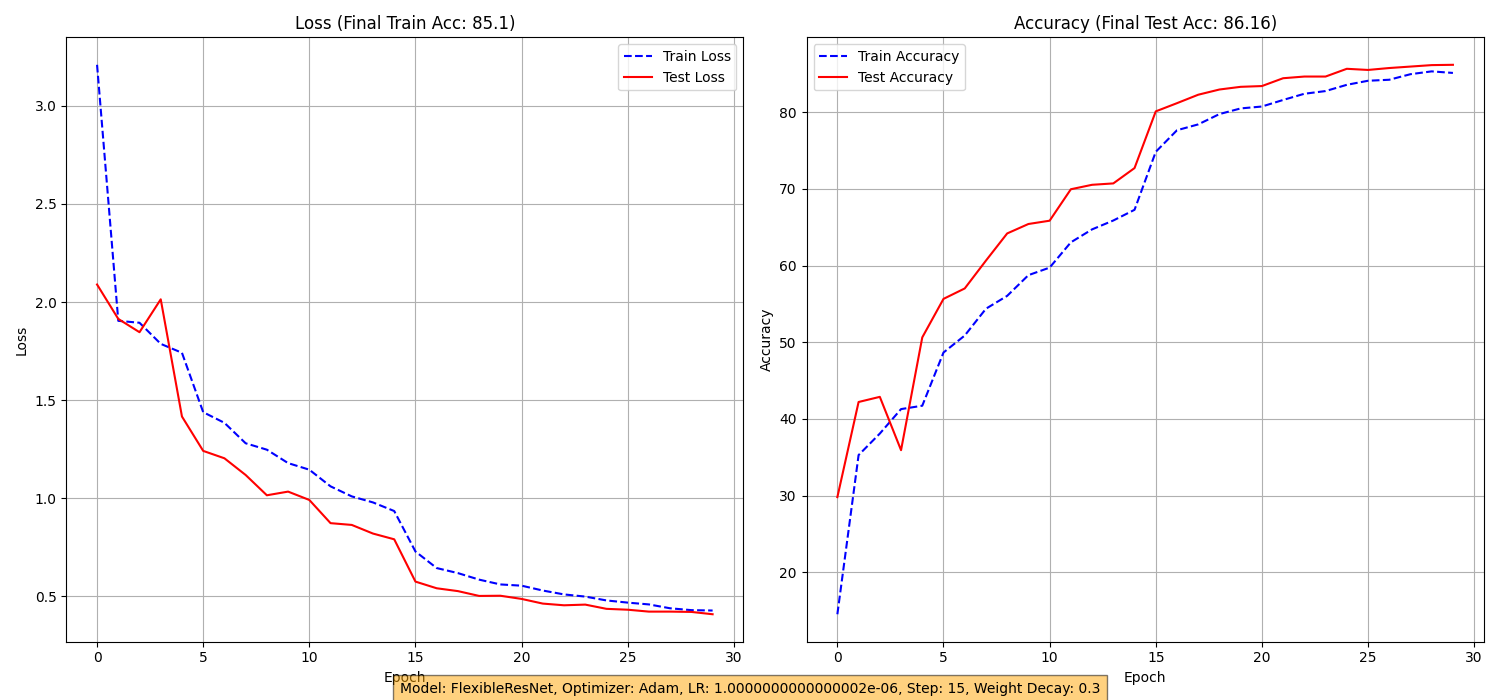 Loss (Final Train Acc: 85.1)
Train Loss
Test Loss
3.0
2.5
2.0
1.5
1.0
0.5
Loss
0 5 10 15 20 25 30
Epoch
Accuracy (Final Test Acc: 86.16)
Train Accuracy
Test Accuracy
80
70
60
50
40
30
20
Accuracy
0 5 10 15 20 25 30
Epoch
Model: FlexibleResNet, Optimizer: Adam, LR: 1.0000000000000002e-06, Step: 15, Weight Decay: 0.3